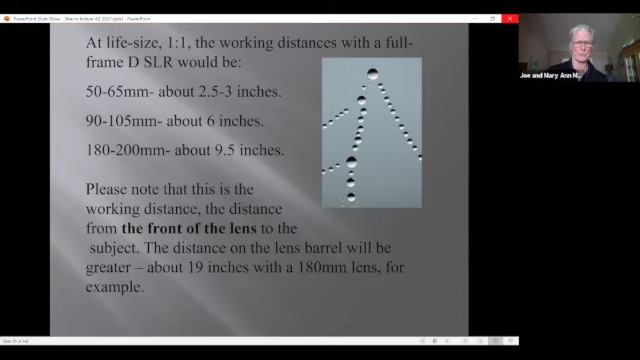 PowerPoint Slide Show - [Macro lecture AZ 2021.pptx] - PowerPoint
At life-size, 1:1, the working distances with a full-
frame D SLR would be:
50-65mm- about 2.5-3 inches.
90-105mm- about 6 inches.
180-200mm- about 9.5 inches.
Please note that this is the
working distance, the distance
from the front of the lens to the
subject. The distance on the lens barrel will be
greater – about 19 inches with a 180mm lens, for
example.
Joe and Mary Ann M...